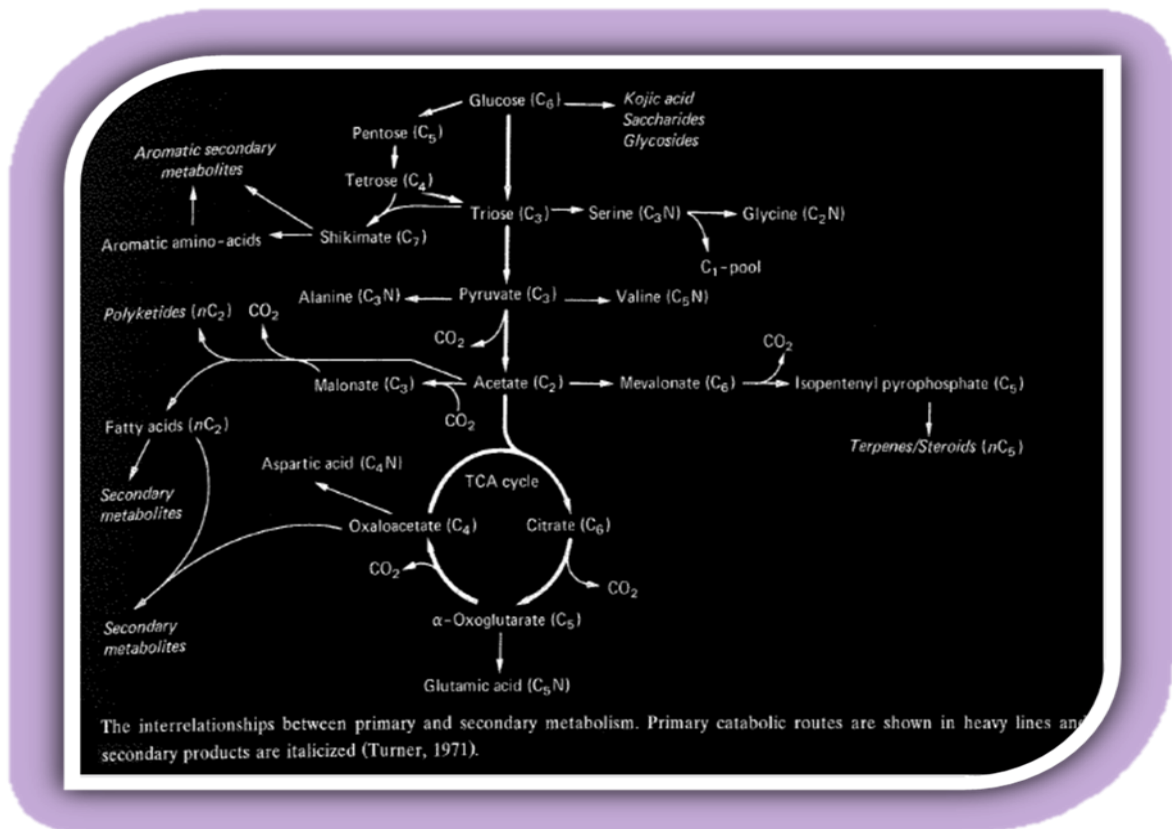 Glucose (C₆)
Kojic acid
Saccharides
Glycosides
Pentose (C₅)
Aromatic secondary
metabolites
Tetrose (C₄)
Triose (C₃)
Serine (C₃N)
Glycine (C₂N)
Aromatic amino-acids
Shikimate (C₇)
C₁-pool
Alanine (C₃N)
Pyruvate (C₃)
Valine (C₅N)
Polyketides (nC₂)
CO₂
CO₂
CO₂
Malonate (C₃)
Acetate (C₂)
Mevalonate (C₆)
Isopentenyl pyrophosphate (C₅)
CO₂
Fatty acids (nC₂)
Terpenes/Steroids (nC₅)
Aspartic acid (C₄N)
TCA cycle
Secondary
metabolites
Oxaloacetate (C₄)
Citrate (C₆)
CO₂
CO₂
α-Oxoglutarate (C₅)
Secondary
metabolites
Glutamic acid (C₅N)
The interrelationships between primary and secondary metabolism. Primary catabolic routes are shown in heavy lines and
secondary products are italicized (Turner, 1971).